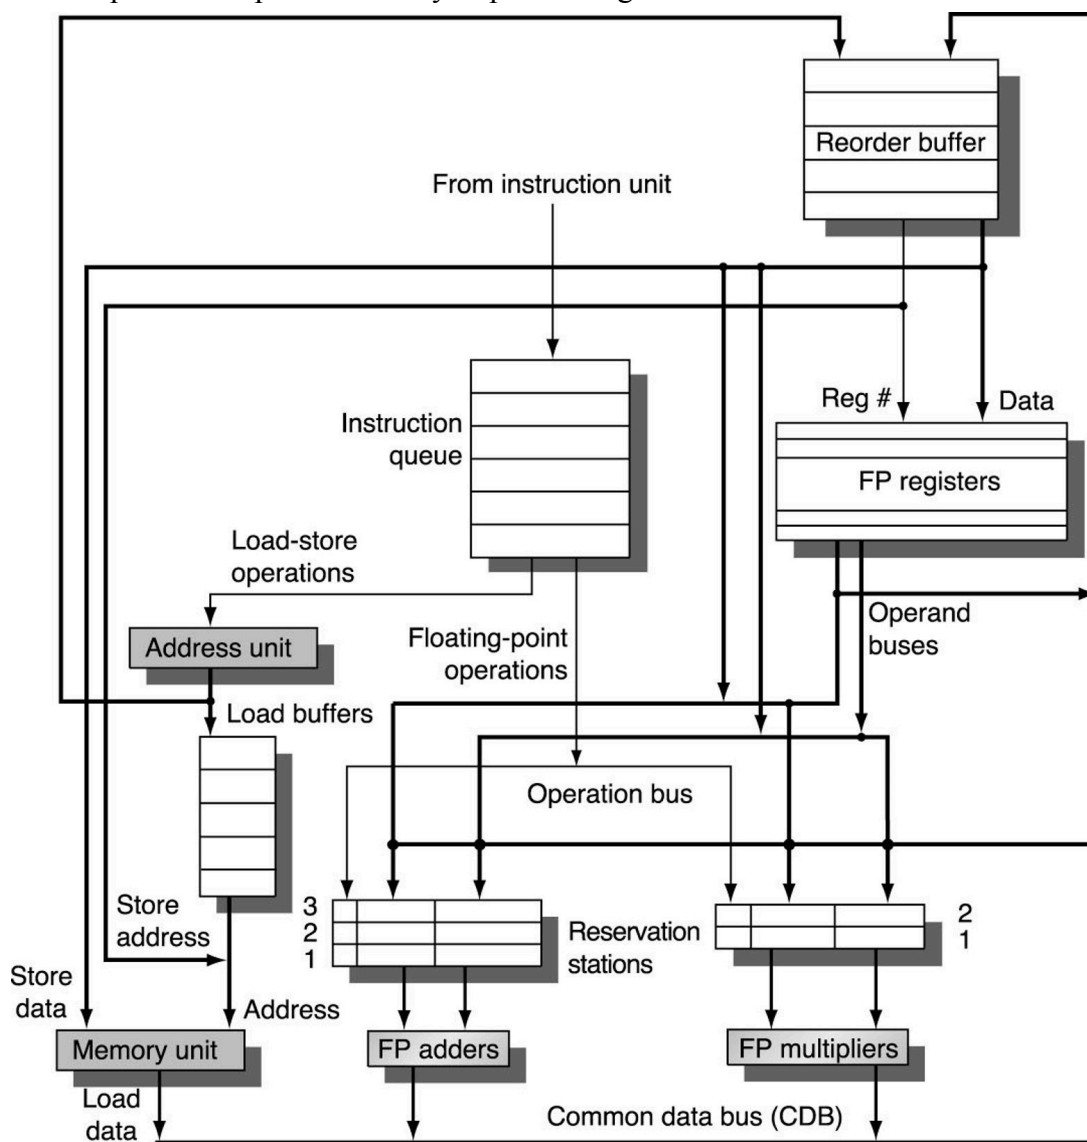 Reorder buffer
From instruction unit
Reg #
Data
Instruction
queue
FP registers
Load-store
operations
Operand
buses
Address unit
Floating-point
operations
Load buffers
Operation bus
Store
address
3
2
1
Reservation
stations
2
1
Store
data
Address
Memory unit
FP adders
FP multipliers
Load
data
Common data bus (CDB)